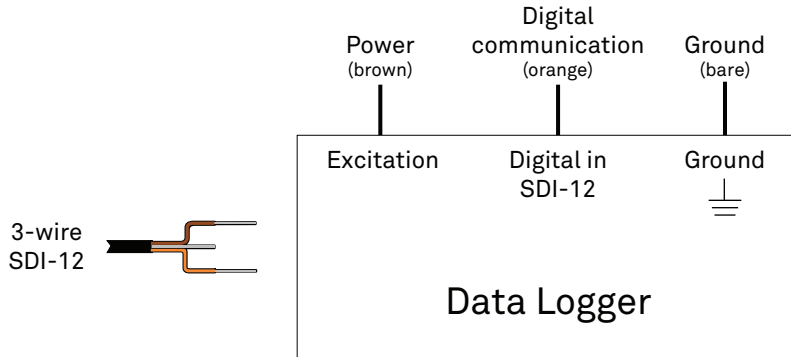 Power
(brown)
Digital
communication
(orange)
Ground
(bare)
Excitation
Digital in
SDI-12
Ground
3-wire
SDI-12
Data Logger